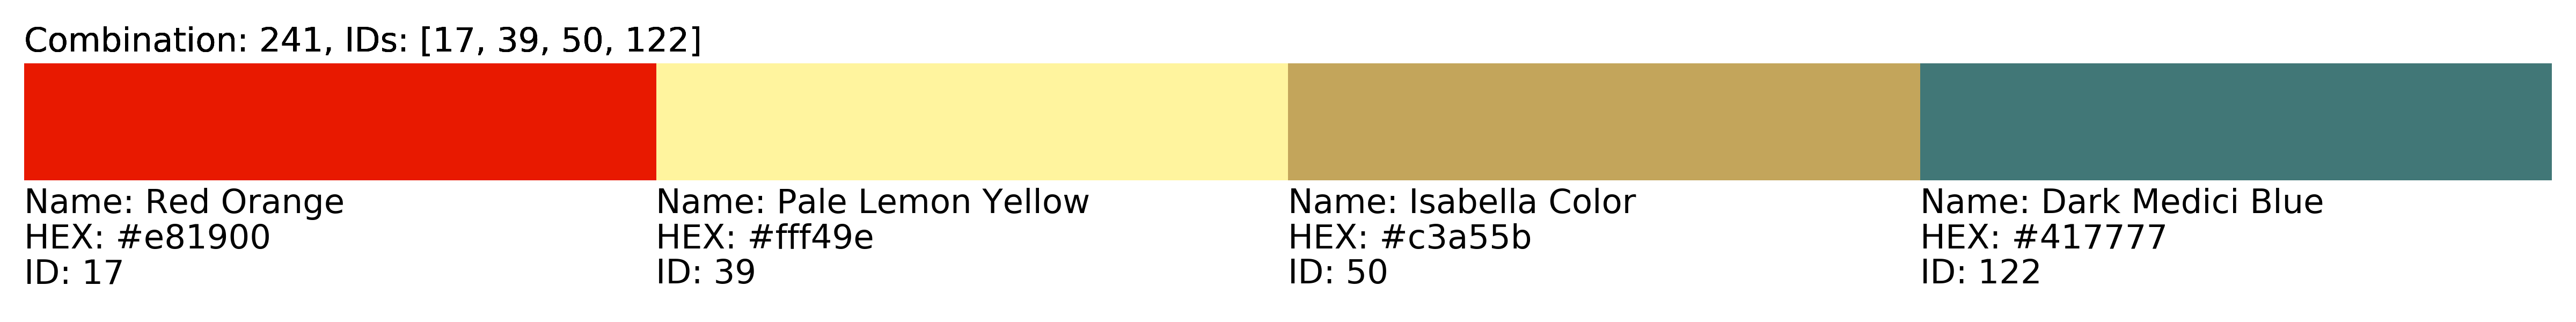 Combination: 241, IDs: [17, 39, 50, 122]
Name: Red Orange
HEX: #e81900
ID: 17
Name: Pale Lemon Yellow
HEX: #fff49e
ID: 39
Name: Isabella Color
HEX: #c3a55b
ID: 50
Name: Dark Medici Blue
HEX: #417777
ID: 122